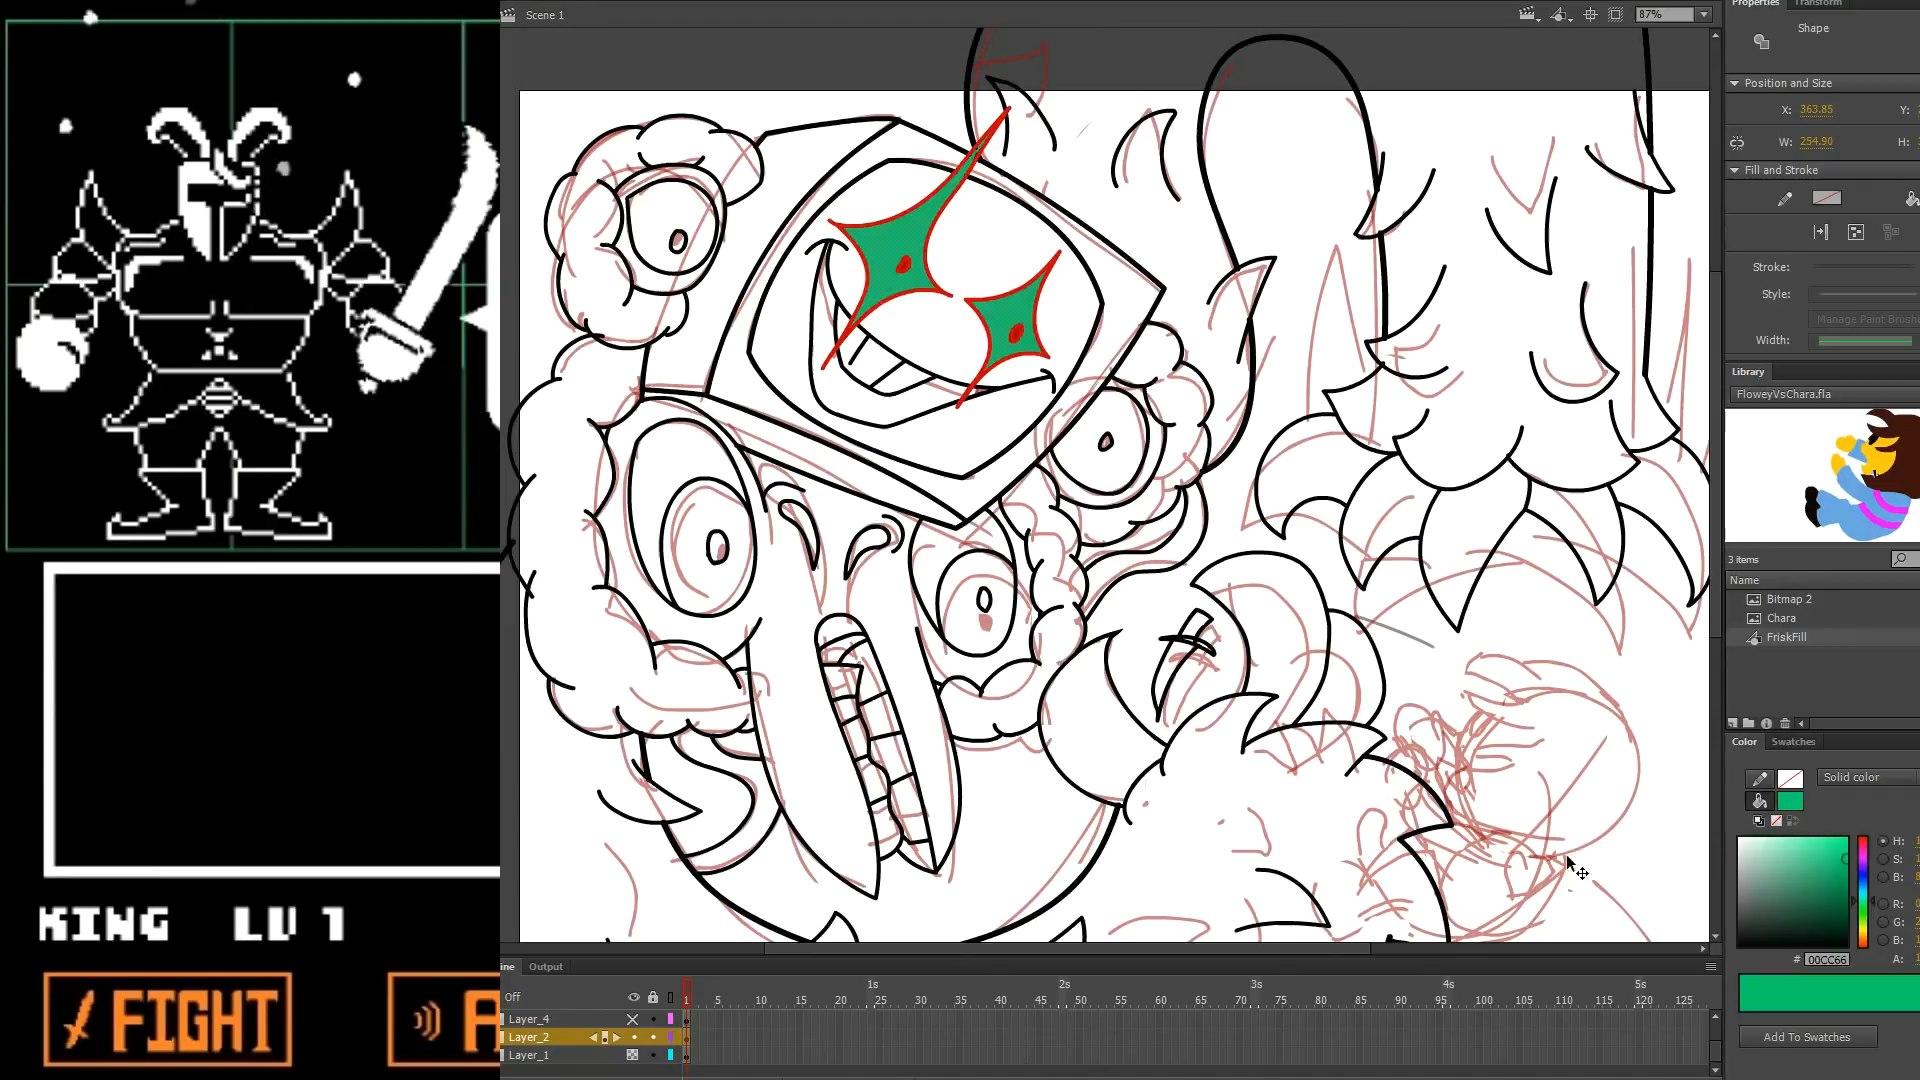 KING LV 1
FIGHT
A
Scene 1
87%
Properties
Transform
Shape
Position and Size
X: 363.85
Y:
W: 254.90
H:
Fill and Stroke
Stroke:
Style:
Manage Paint Brushe
Width:
Library
FloweyVsChara.fla
3 items
Name
Bitmap 2
Chara
FriskFill
Color
Swatches
Solid color
H:
S:
B:
R:
G:
B:
# 00CC66
A:
Add To Swatches
ine
Output
Off
1s 2s 3s 4s 5s
1 5 10 15 20 25 30 35 40 45 50 55 60 65 70 75 80 85 90 95 100 105 110 115 120 125
Layer_4
Layer_2
Layer_1